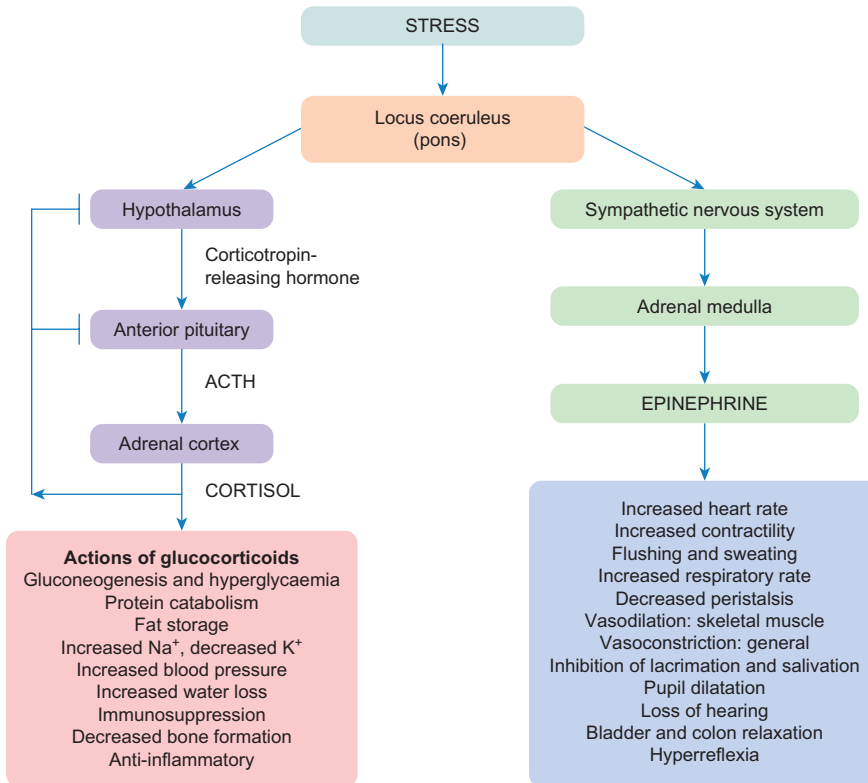 STRESS
Locus coeruleus
(pons)
Hypothalamus
Corticotropin-
releasing hormone
Anterior pituitary
ACTH
Adrenal cortex
CORTISOL
Actions of glucocorticoids
Gluconeogenesis and hyperglycaemia
Protein catabolism
Fat storage
Increased Na⁺, decreased K⁺
Increased blood pressure
Increased water loss
Immunosuppression
Decreased bone formation
Anti-inflammatory
Sympathetic nervous system
Adrenal medulla
EPINEPHRINE
Increased heart rate
Increased contractility
Flushing and sweating
Increased respiratory rate
Decreased peristalsis
Vasodilation: skeletal muscle
Vasoconstriction: general
Inhibition of lacrimation and salivation
Pupil dilatation
Loss of hearing
Bladder and colon relaxation
Hyperreflexia